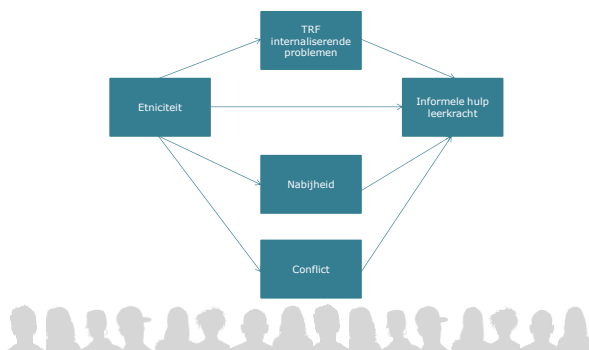 TRF
internaliserende
problemen
Etniciteit
Informele hulp
leerkracht
Nabijheid
Conflict